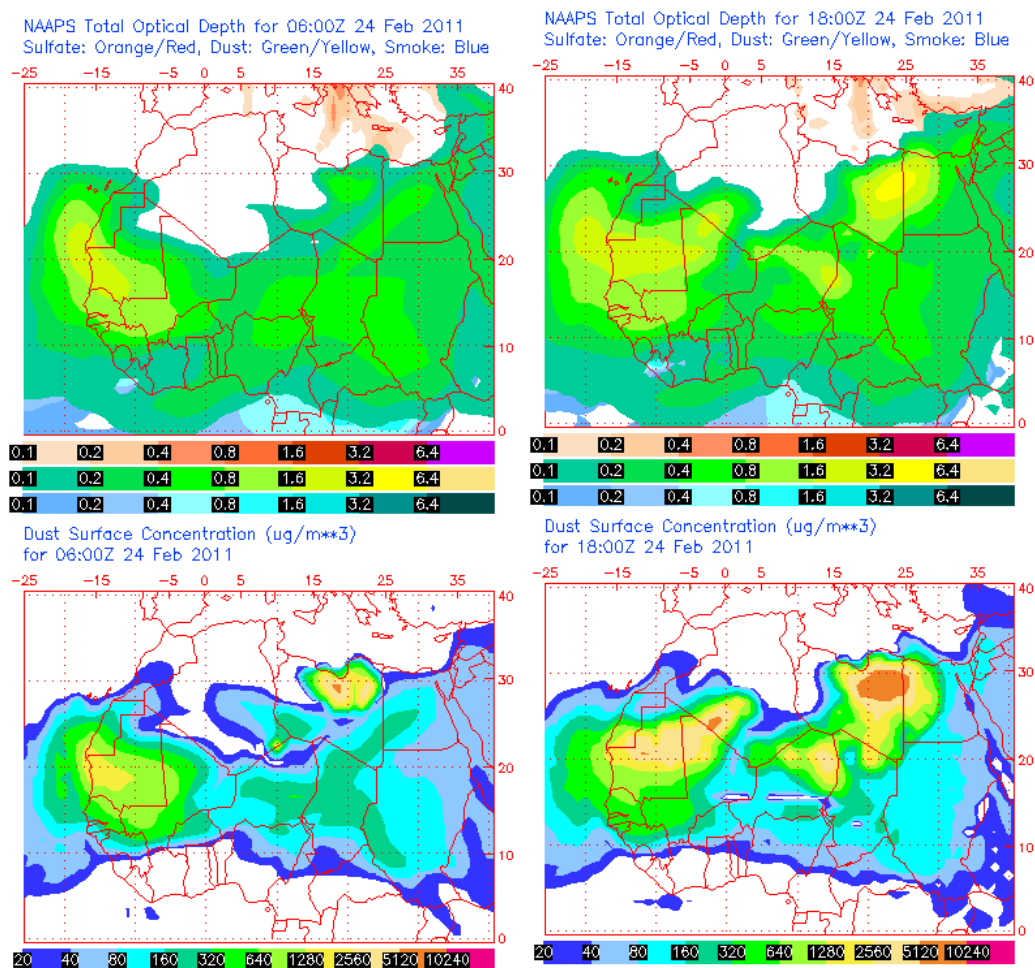 NAAPS Total Optical Depth for 06:00Z 24 Feb 2011
Sulfate: Orange/Red, Dust: Green/Yellow, Smoke: Blue
-25 -15 -5 0 5 15 25 35
40
30
20
10
0
0.1 0.2 0.4 0.8 1.6 3.2 6.4
0.1 0.2 0.4 0.8 1.6 3.2 6.4
0.1 0.2 0.4 0.8 1.6 3.2 6.4
NAAPS Total Optical Depth for 18:00Z 24 Feb 2011
Sulfate: Orange/Red, Dust: Green/Yellow, Smoke: Blue
-25 -15 -5 0 5 15 25 35
40
30
20
10
0
0.1 0.2 0.4 0.8 1.6 3.2 6.4
0.1 0.2 0.4 0.8 1.6 3.2 6.4
0.1 0.2 0.4 0.8 1.6 3.2 6.4
Dust Surface Concentration (ug/m**3)
for 06:00Z 24 Feb 2011
-25 -15 -5 0 5 15 25 35
40
30
20
10
0
20 40 80 160 320 640 1280 2560 5120 10240
Dust Surface Concentration (ug/m**3)
for 18:00Z 24 Feb 2011
-25 -15 -5 0 5 15 25 35
40
30
20
10
0
20 40 80 160 320 640 1280 2560 5120 10240